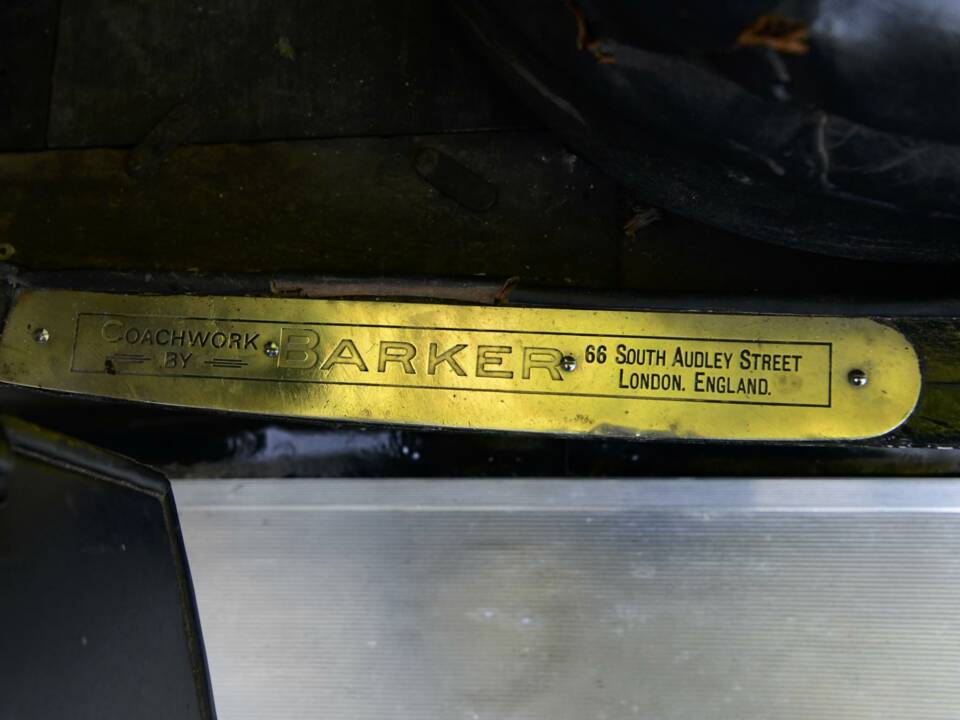 COACHWORK
BY
BARKER
66 SOUTH AUDLEY STREET
LONDON. ENGLAND.